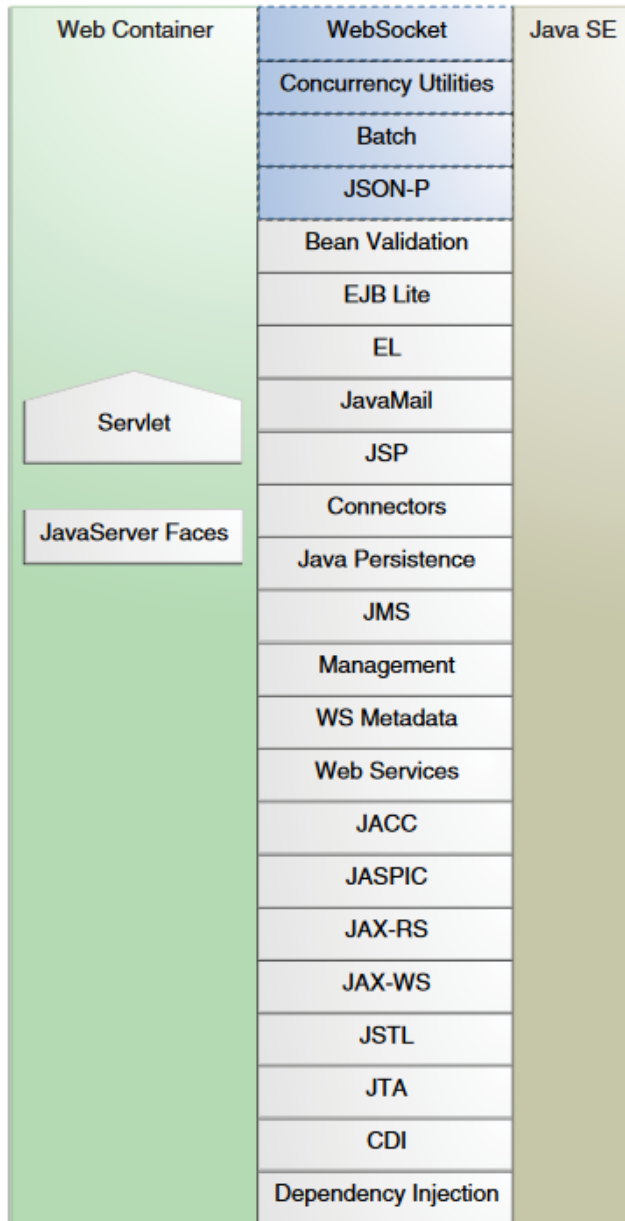 Web Container
WebSocket
Java SE
Concurrency Utilities
Batch
JSON-P
Bean Validation
EJB Lite
EL
JavaMail
Servlet
JSP
Connectors
JavaServer Faces
Java Persistence
JMS
Management
WS Metadata
Web Services
JACC
JASPIC
JAX-RS
JAX-WS
JSTL
JTA
CDI
Dependency Injection